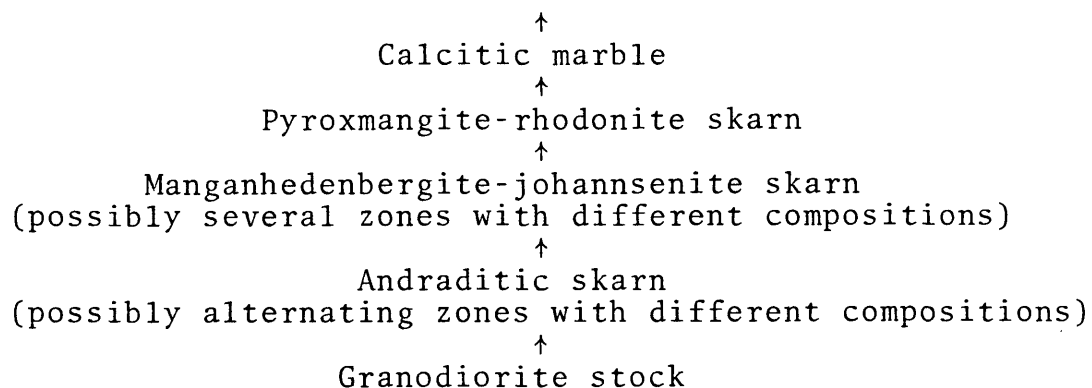 ↑
Calcitic marble
↑
Pyroxmangite-rhodonite skarn
↑
Manganhedenbergite-johannsenite skarn
(possibly several zones with different compositions)
↑
Andraditic skarn
(possibly alternating zones with different compositions)
↑
Granodiorite stock